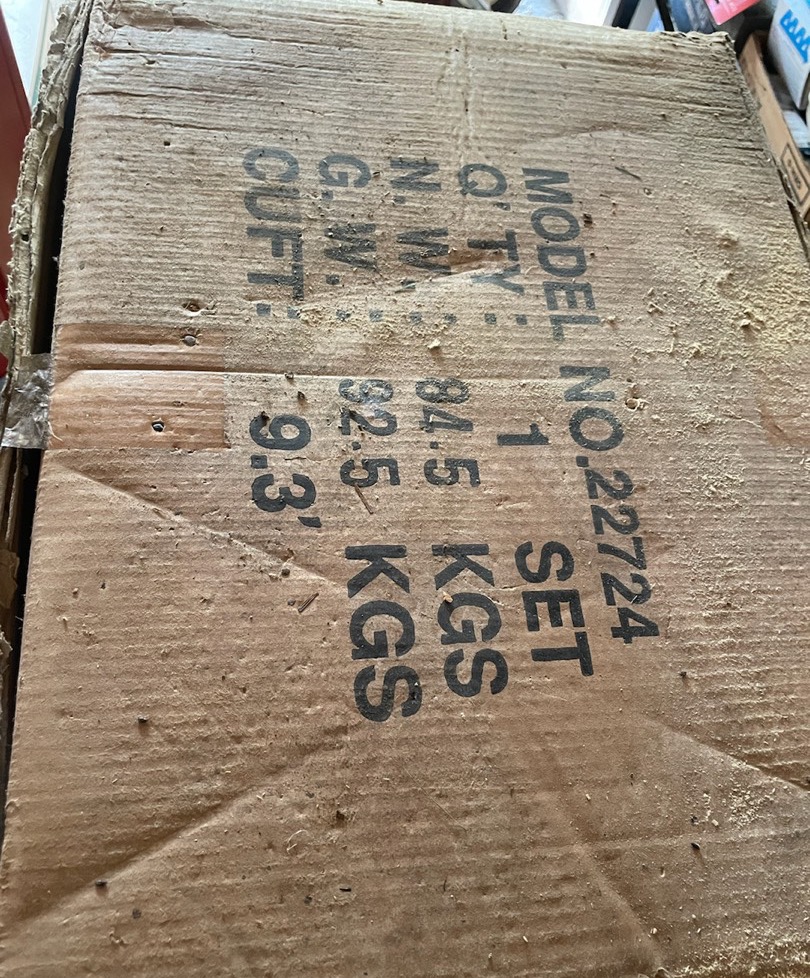 MODEL NO.22724
Q'TY: 1 SET
N. W. : 84.5 KGS
G. W. : 92.5 KGS
CUFT: 9.3'